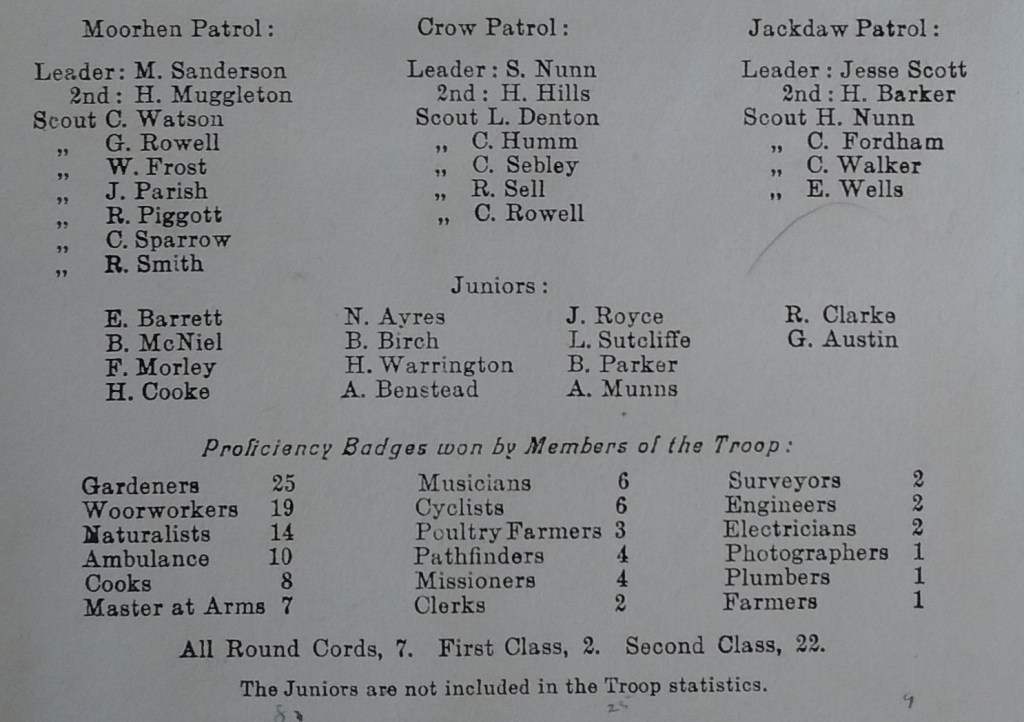 Moorhen Patrol: Crow Patrol: Jackdaw Patrol:
Leader: M. Sanderson Leader: S. Nunn Leader: Jesse Scott
2nd: H. Muggleton 2nd: H. Hills 2nd: H. Barker
Scout C. Watson Scout L. Denton Scout H. Nunn
„ G. Rowell „ C. Humm „ C. Fordham
„ W. Frost „ C. Sebley „ C. Walker
„ J. Parish „ R. Sell „ E. Wells
„ R. Piggott „ C. Rowell
„ C. Sparrow
„ R. Smith
Juniors:
E. Barrett N. Ayres J. Royce R. Clarke
B. McNiel B. Birch L. Sutcliffe G. Austin
F. Morley H. Warrington B. Parker
H. Cooke A. Benstead A. Munns
Proficiency Badges won by Members of the Troop:
Gardeners 25 Musicians 6 Surveyors 2
Woorworkers 19 Cyclists 6 Engineers 2
Naturalists 14 Poultry Farmers 3 Electricians 2
Ambulance 10 Pathfinders 4 Photographers 1
Cooks 8 Missioners 4 Plumbers 1
Master at Arms 7 Clerks 2 Farmers 1
All Round Cords, 7. First Class, 2. Second Class, 22.
The Juniors are not included in the Troop statistics.
25 9